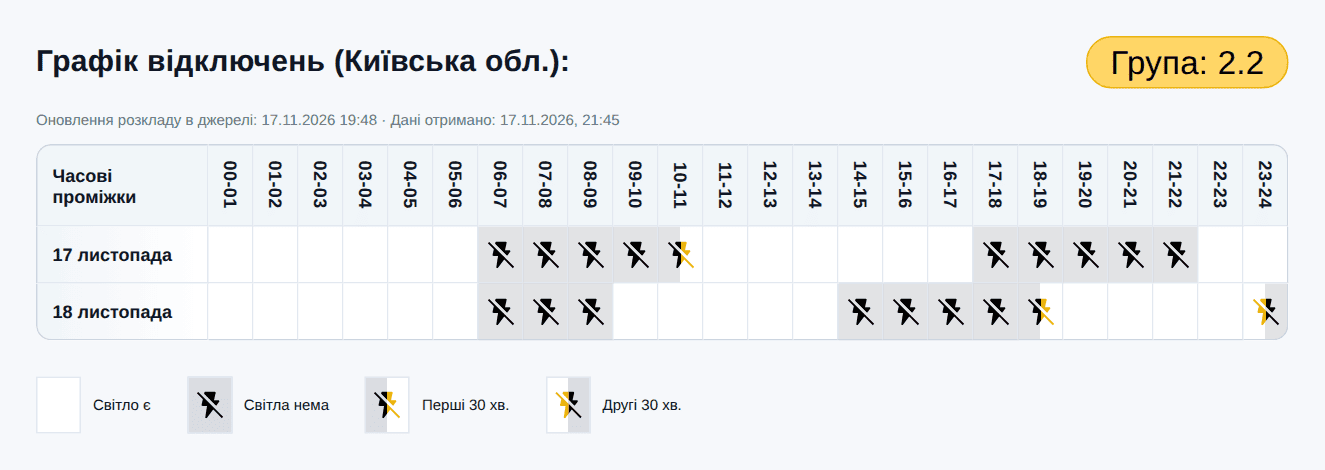 Графік відключень (Київська обл.):
Група: 2.2
Оновлення розкладу в джерелі: 17.11.2026 19:48 · Дані отримано: 17.11.2026, 21:45
Часові
проміжки
00-01
01-02
02-03
03-04
04-05
05-06
06-07
07-08
08-09
09-10
10-11
11-12
12-13
13-14
14-15
15-16
16-17
17-18
18-19
19-20
20-21
21-22
22-23
23-24
17 листопада
18 листопада
Світло є
Світла нема
Перші 30 хв.
Другі 30 хв.